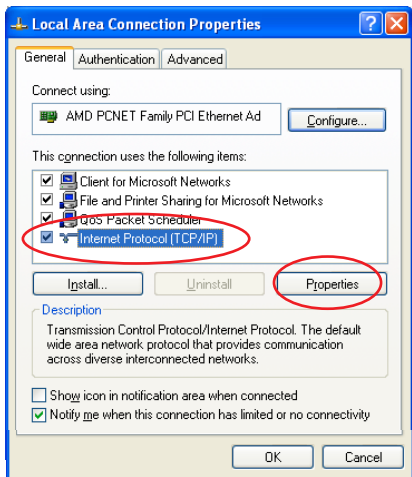 Local Area Connection Properties
General Authentication Advanced
Connect using:
AMD PCNET Family PCI Ethernet Ad
Configure...
This connection uses the following items:
Client for Microsoft Networks
File and Printer Sharing for Microsoft Networks
QoS Packet Scheduler
Internet Protocol (TCP/IP)
Install... Uninstall Properties
Description
Transmission Control Protocol/Internet Protocol. The default
wide area network protocol that provides communication
across diverse interconnected networks.
Show icon in notification area when connected
Notify me when this connection has limited or no connectivity
OK Cancel